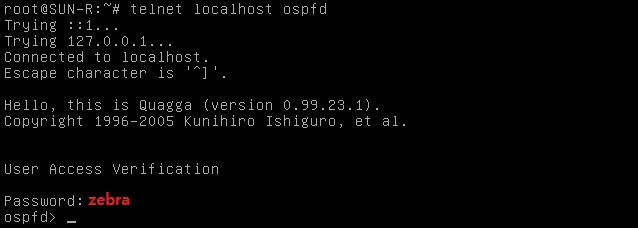 root@SUN-R:~# telnet localhost ospfd
Trying ::1...
Trying 127.0.0.1...
Connected to localhost.
Escape character is '^]'.
Hello, this is Quagga (version 0.99.23.1).
Copyright 1996-2005 Kunihiro Ishiguro, et al.
User Access Verification
Password: zebra
ospfd> _